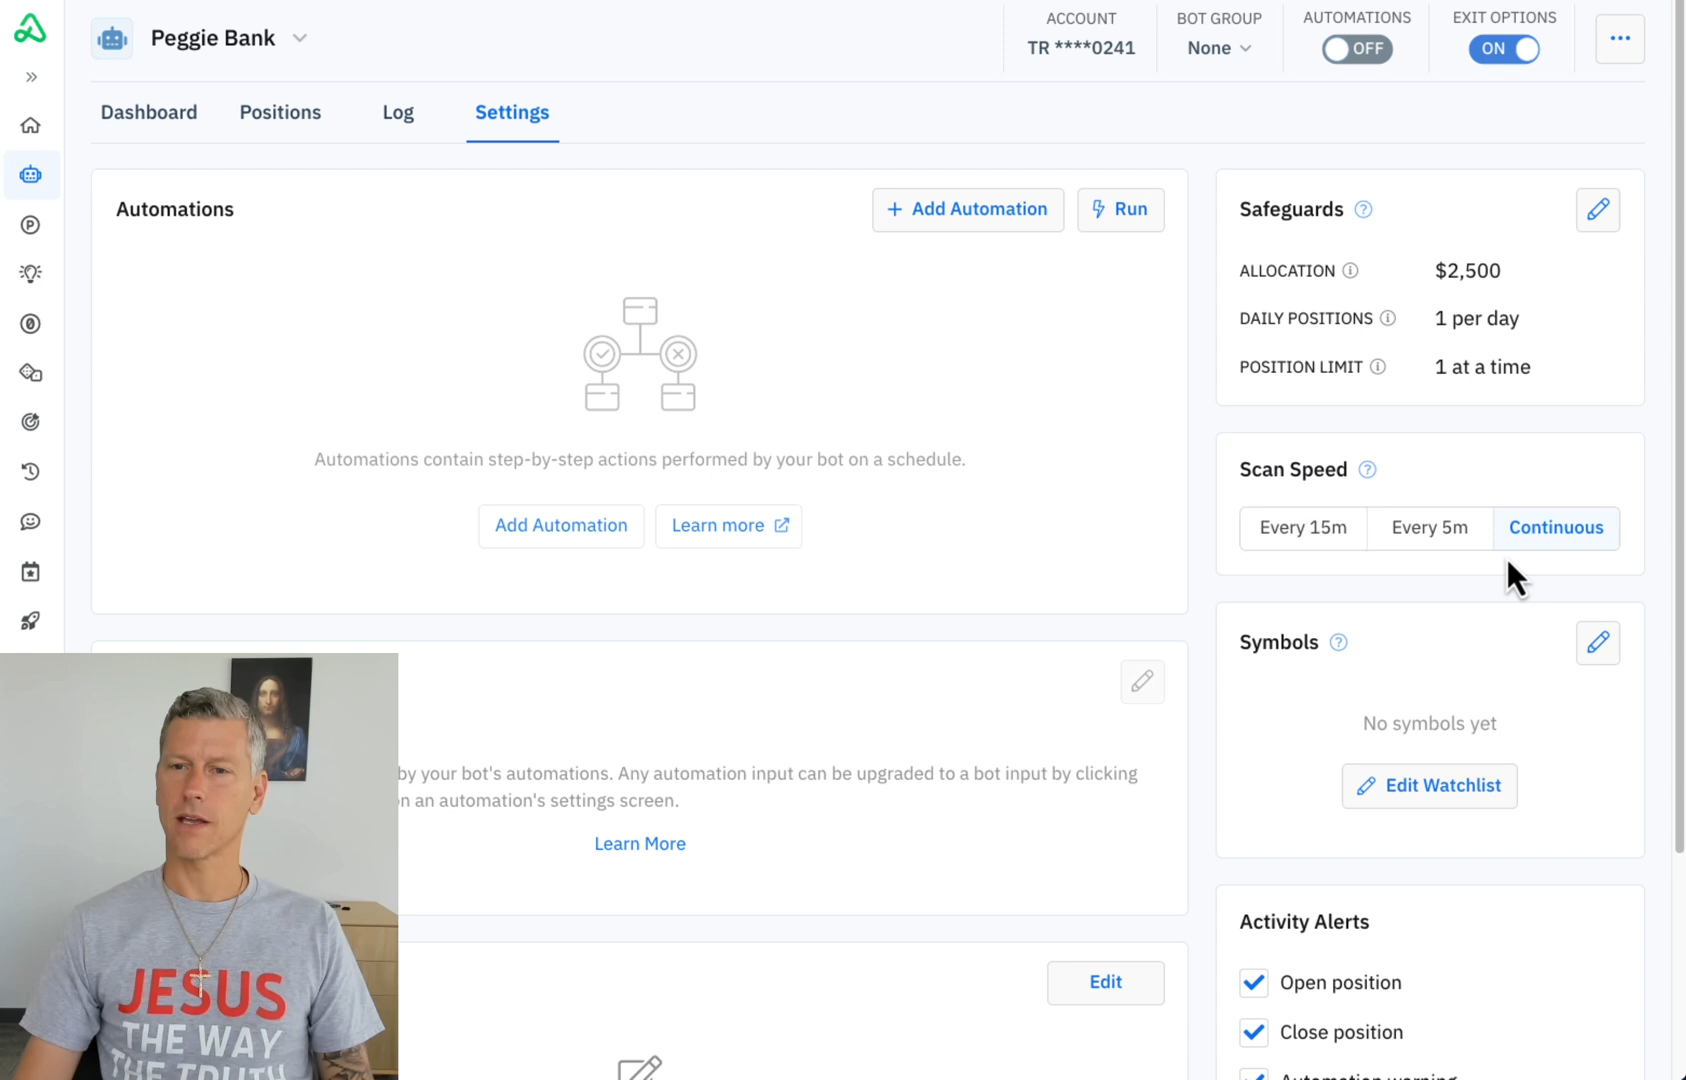 Peggie Bank
ACCOUNT
TR ****0241
BOT GROUP
None
AUTOMATIONS
OFF
EXIT OPTIONS
ON
Dashboard
Positions
Log
Settings
Automations
+ Add Automation
Run
Automations contain step-by-step actions performed by your bot on a schedule.
Add Automation
Learn more
by your bot's automations. Any automation input can be upgraded to a bot input by clicking
n an automation's settings screen.
Learn More
Edit
Safeguards
ALLOCATION
$2,500
DAILY POSITIONS
1 per day
POSITION LIMIT
1 at a time
Scan Speed
Every 15m
Every 5m
Continuous
Symbols
No symbols yet
Edit Watchlist
Activity Alerts
Open position
Close position
Automation warning
JESUS
THE WAY
THE TRUTH